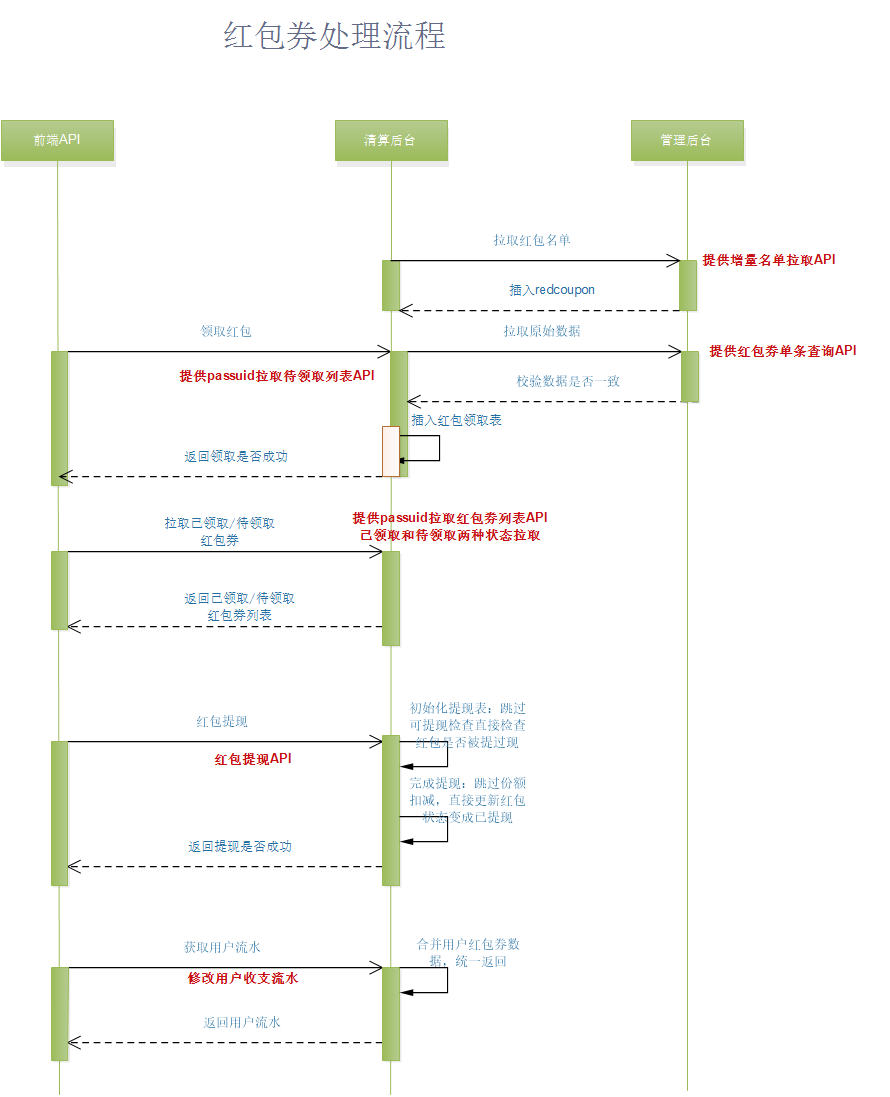 红包券处理流程
前端API
清算后台
管理后台
拉取红包名单
提供增量名单拉取API
插入redcoupon
领取红包
拉取原始数据
提供红包券单条查询API
提供passuid拉取待领取列表API
校验数据是否一致
插入红包领取表
返回领取是否成功
拉取已领取/待领取
红包券
提供passuid拉取红包券列表API
已领取和待领取两种状态拉取
返回已领取/待领取
红包券列表
初始化提现表：跳过
可提现检查直接检查
红包是否被提过现
红包提现
红包提现API
完成提现：跳过份额
扣减，直接更新红包
状态变成已提现
返回提现是否成功
获取用户流水
合并用户红包券数
据，统一返回
修改用户收支流水
返回用户流水